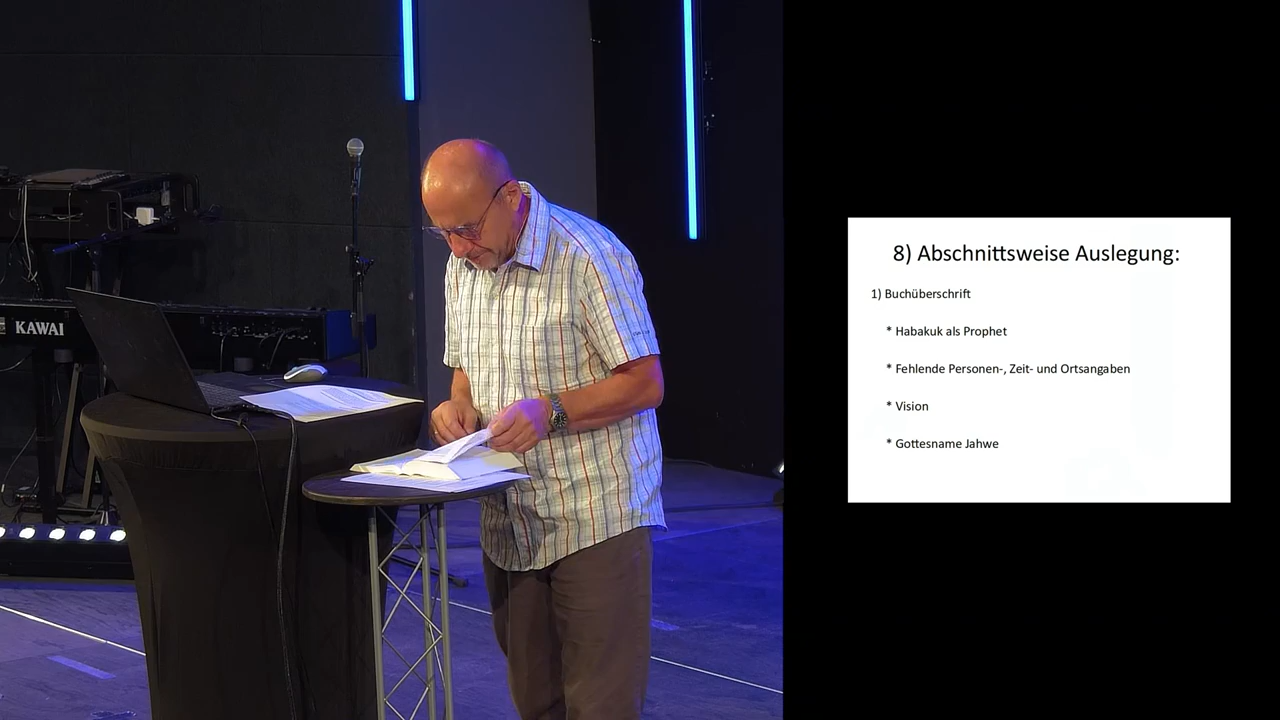 KAWAI
8) Abschnittsweise Auslegung:
1) Buchüberschrift
* Habakuk als Prophet
* Fehlende Personen-, Zeit- und Ortsangaben
* Vision
* Gottesname Jahwe